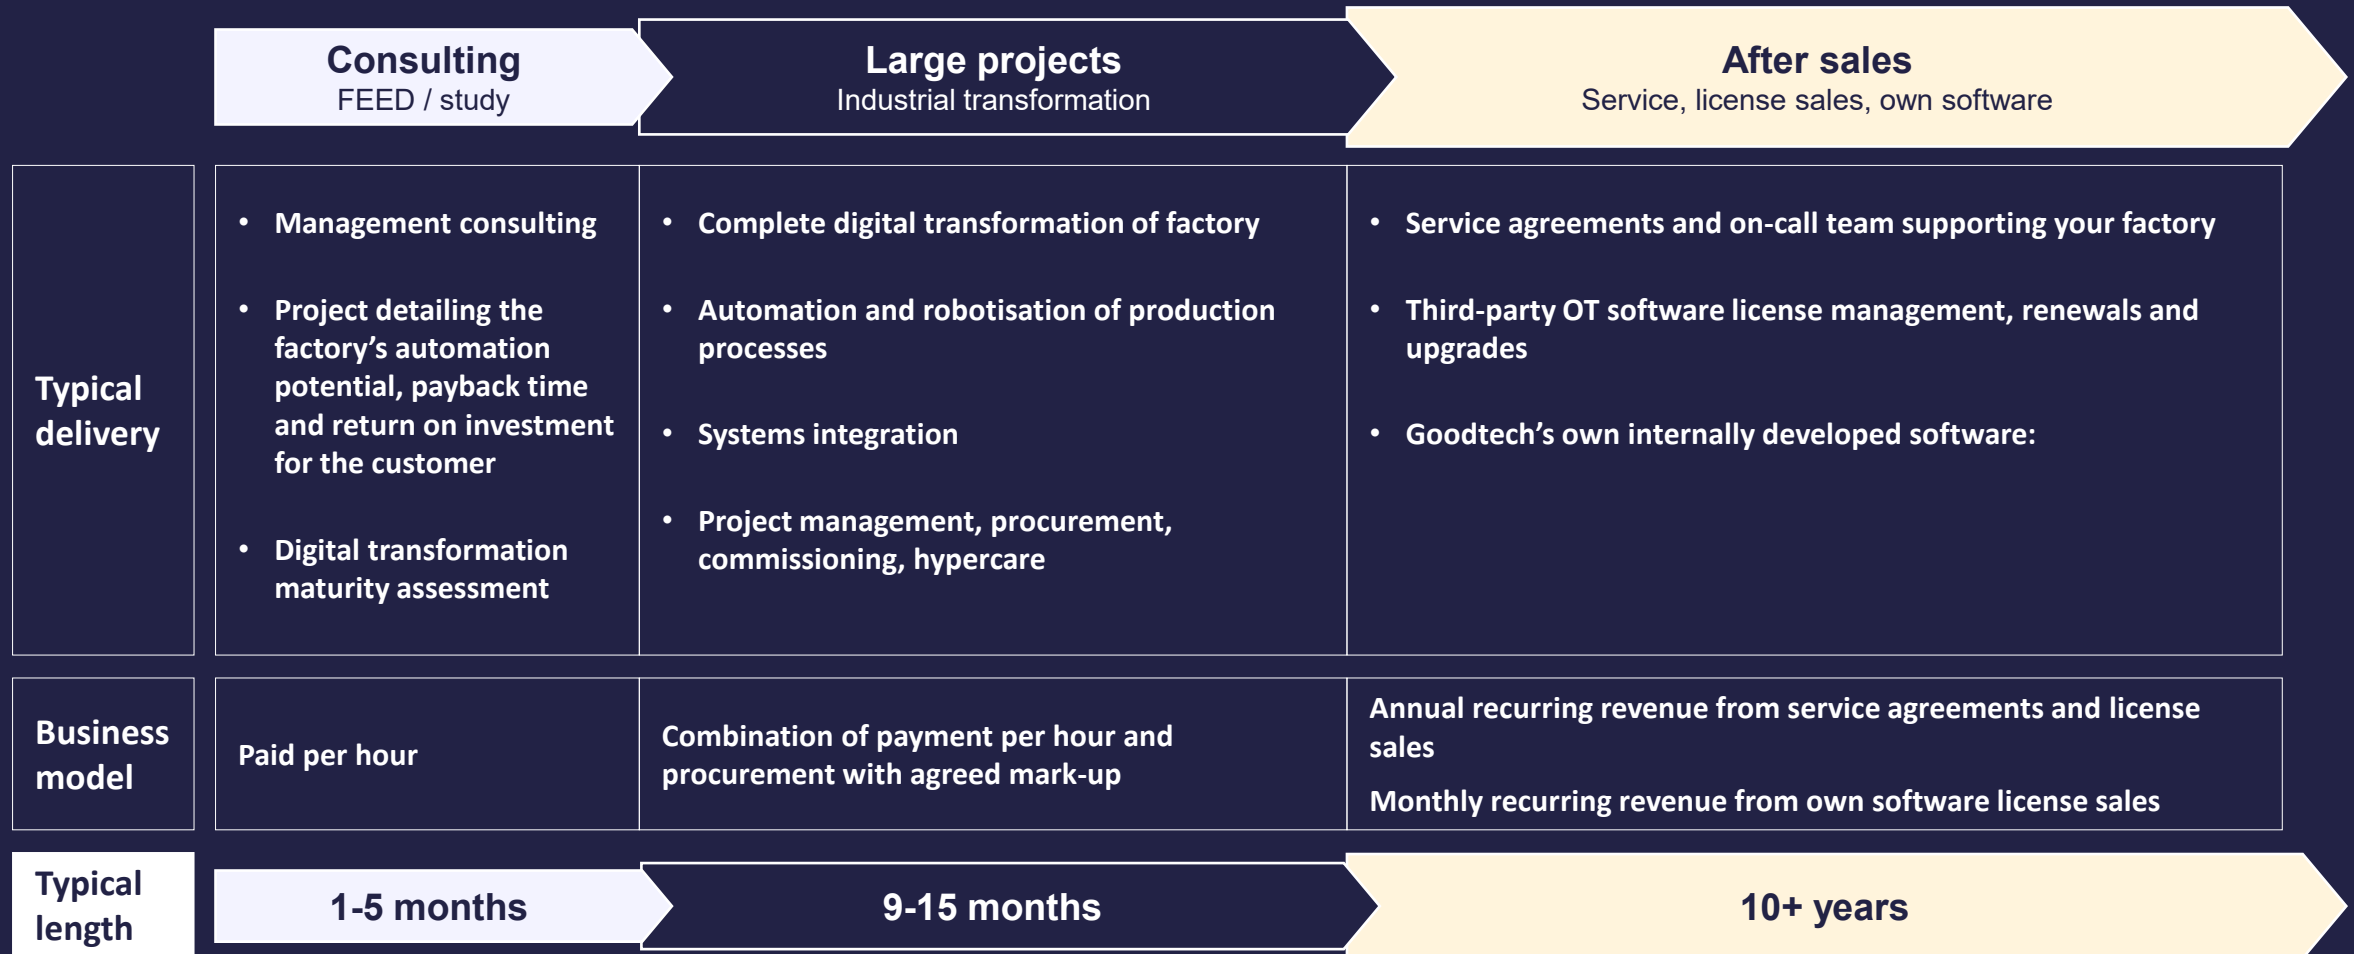 Consulting
FEED / study
Large projects
Industrial transformation
After sales
Service, license sales, own software
Typical
delivery
• Management consulting
• Project detailing the
factory’s automation
potential, payback time
and return on investment
for the customer
• Digital transformation
maturity assessment
• Complete digital transformation of factory
• Automation and robotisation of production
processes
• Systems integration
• Project management, procurement,
commissioning, hypercare
• Service agreements and on-call team supporting your factory
• Third-party OT software license management, renewals and
upgrades
• Goodtech’s own internally developed software:
Business
model
Paid per hour
Combination of payment per hour and
procurement with agreed mark-up
Annual recurring revenue from service agreements and license
sales
Monthly recurring revenue from own software license sales
Typical
length
1-5 months
9-15 months
10+ years